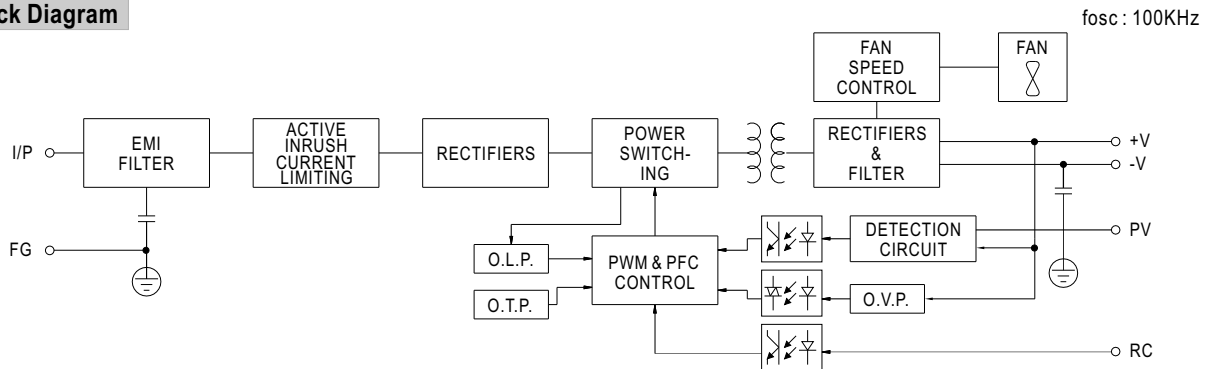 ck Diagram
fosc : 100KHz
FAN
SPEED
CONTROL
FAN
I/P
EMI
FILTER
ACTIVE
INRUSH
CURRENT
LIMITING
RECTIFIERS
POWER
SWITCH-
ING
RECTIFIERS
&
FILTER
+V
-V
FG
O.L.P.
O.T.P.
PWM & PFC
CONTROL
DETECTION
CIRCUIT
PV
O.V.P.
RC